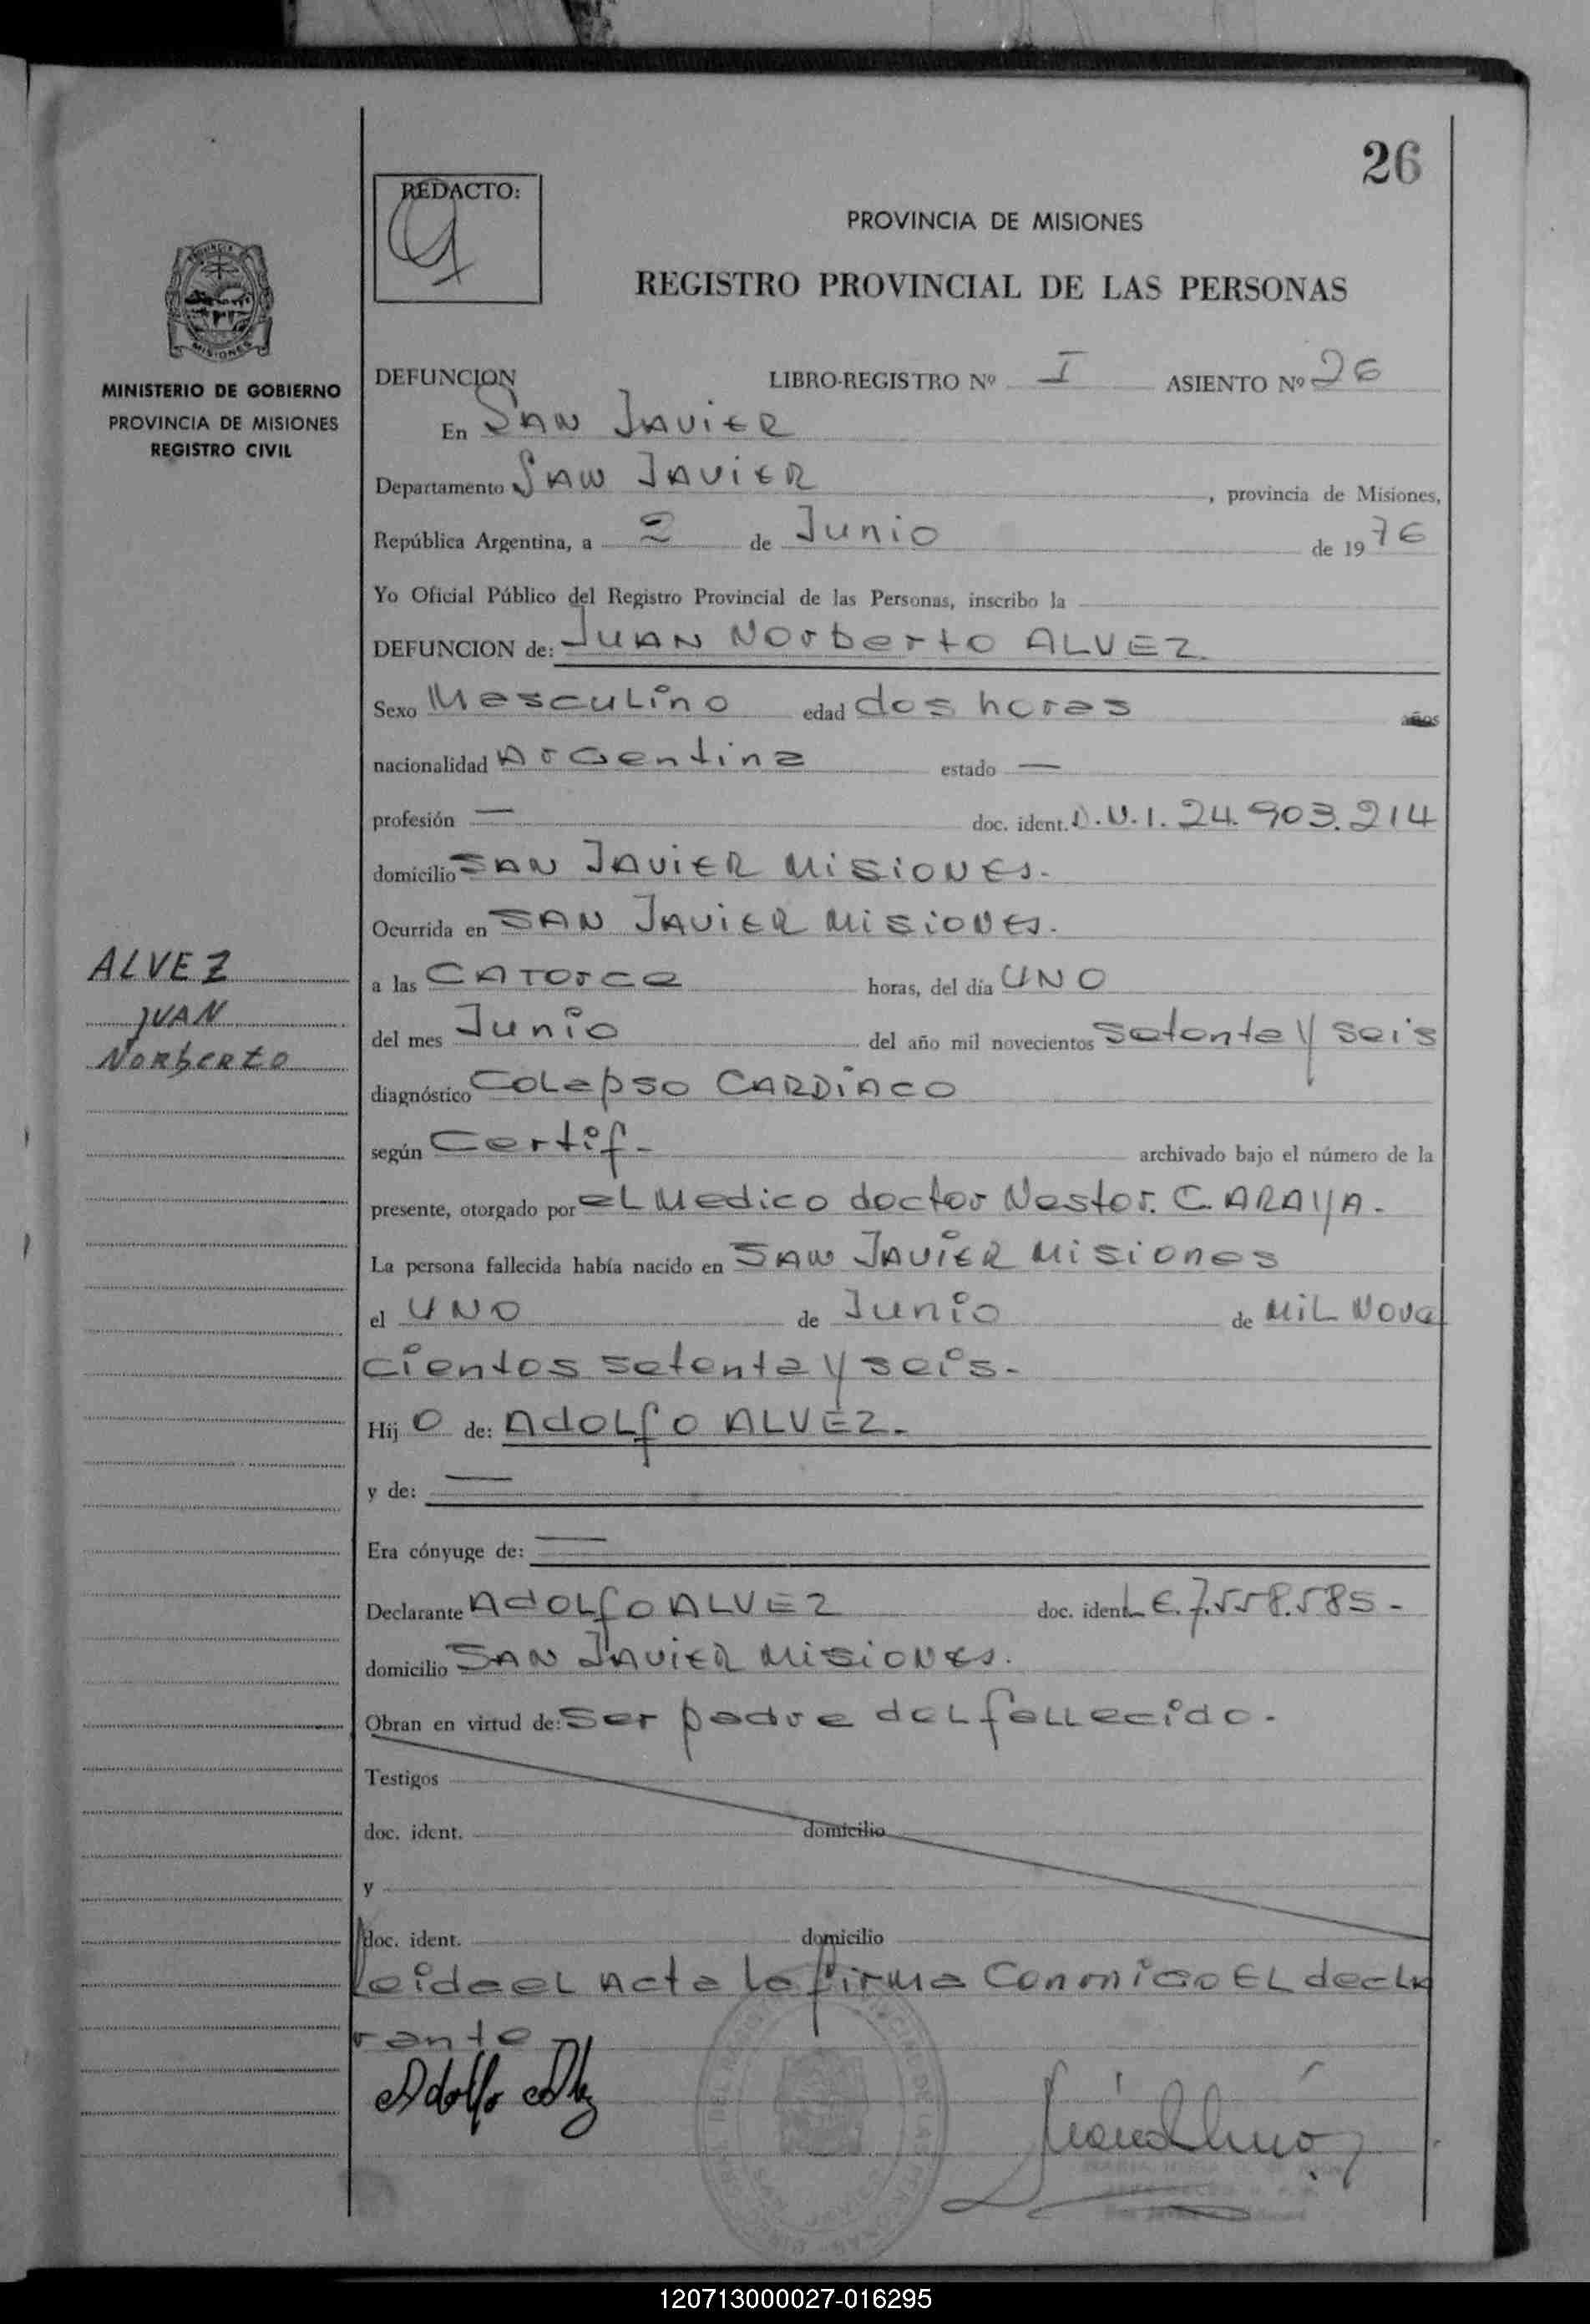 26
REDACTO:
PROVINCIA DE MISIONES
REGISTRO PROVINCIAL DE LAS PERSONAS
MISIONES
MINISTERIO DE GOBIERNO
PROVINCIA DE MISIONES
REGISTRO CIVIL
DEFUNCION LIBRO-REGISTRO Nº I ASIENTO Nº 26
En SAN JAViER
Departamento SAN JAViER, provincia de Misiones,
República Argentina, a 2 de Junio de 1976
Yo Oficial Público del Registro Provincial de las Personas, inscribo la
DEFUNCION de: JUAN Norberto ALVEZ.
Sexo Masculino edad dos horas años
nacionalidad Argentina estado —
profesión — doc. ident. D.N.I. 24.903.214
domicilio SAN JAViER MiSiONEs.
Ocurrida en SAN JAViER MiSiONEs.
a las CATorce horas, del día UNO
del mes Junio del año mil novecientos setenta y seis
diagnóstico Colapso CARDÍACO
según Certif- archivado bajo el número de la
presente, otorgado por el Medico doctor Nestor. C. ARAYA.
La persona fallecida había nacido en SAN JAViER Misiones
el UNO de Junio de MiL Nove
cientos setenta y seis.-
Hij o de: AdoLfo ALVEZ.-
y de: —
Era cónyuge de: —
Declarante AdoLfo ALVEZ doc. ident. L.E. 7.558.585-
domicilio SAN JAViER MiSiONEs.
Obran en virtud de: Ser padre del fallecido.-
Testigos
doc. ident. domicilio
y
doc. ident. domicilio
Leida el Acta la firma Conmigo EL decla
rante
Adolfo Alvez
ALVEZ
JUAN
Norberto
120713000027-016295